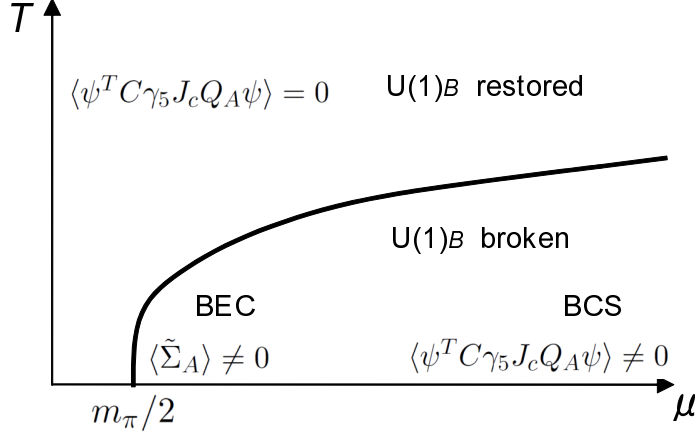 T
⟨ψ^T Cγ_5 J_c Q_A ψ⟩ = 0
U(1)B restored
U(1)B broken
BEC
BCS
⟨Σ̃_A⟩ ≠ 0
⟨ψ^T Cγ_5 J_c Q_A ψ⟩ ≠ 0
m_π/2
μ